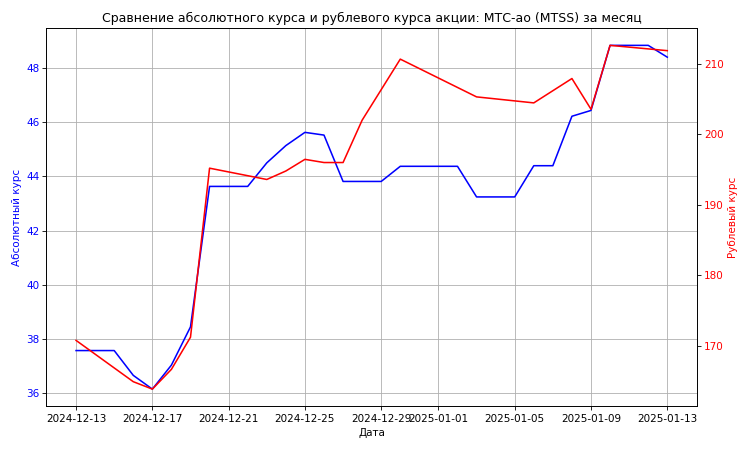 Сравнение абсолютного курса и рублевого курса акции: МТС-ао (MTSS) за месяц
Абсолютный курс
48
46
44
42
40
38
36
210
200
190
180
170
Рублевый курс
2024-12-13 2024-12-17 2024-12-21 2024-12-25 2024-12-29 2025-01-01 2025-01-05 2025-01-09 2025-01-13
Дата